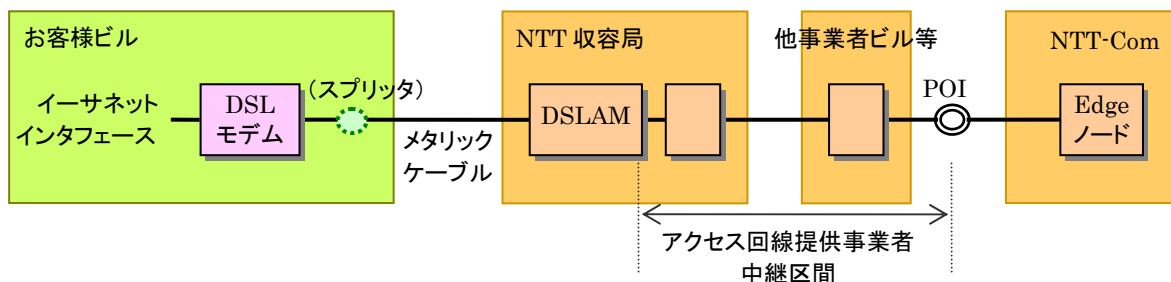 お客様ビル
イーサネット
インタフェース
DSL
モデム
(スプリッタ)
メタリック
ケーブル
NTT 収容局
DSLAM
他事業者ビル等
POI
NTT-Com
Edge
ノード
アクセス回線提供事業者
中継区間